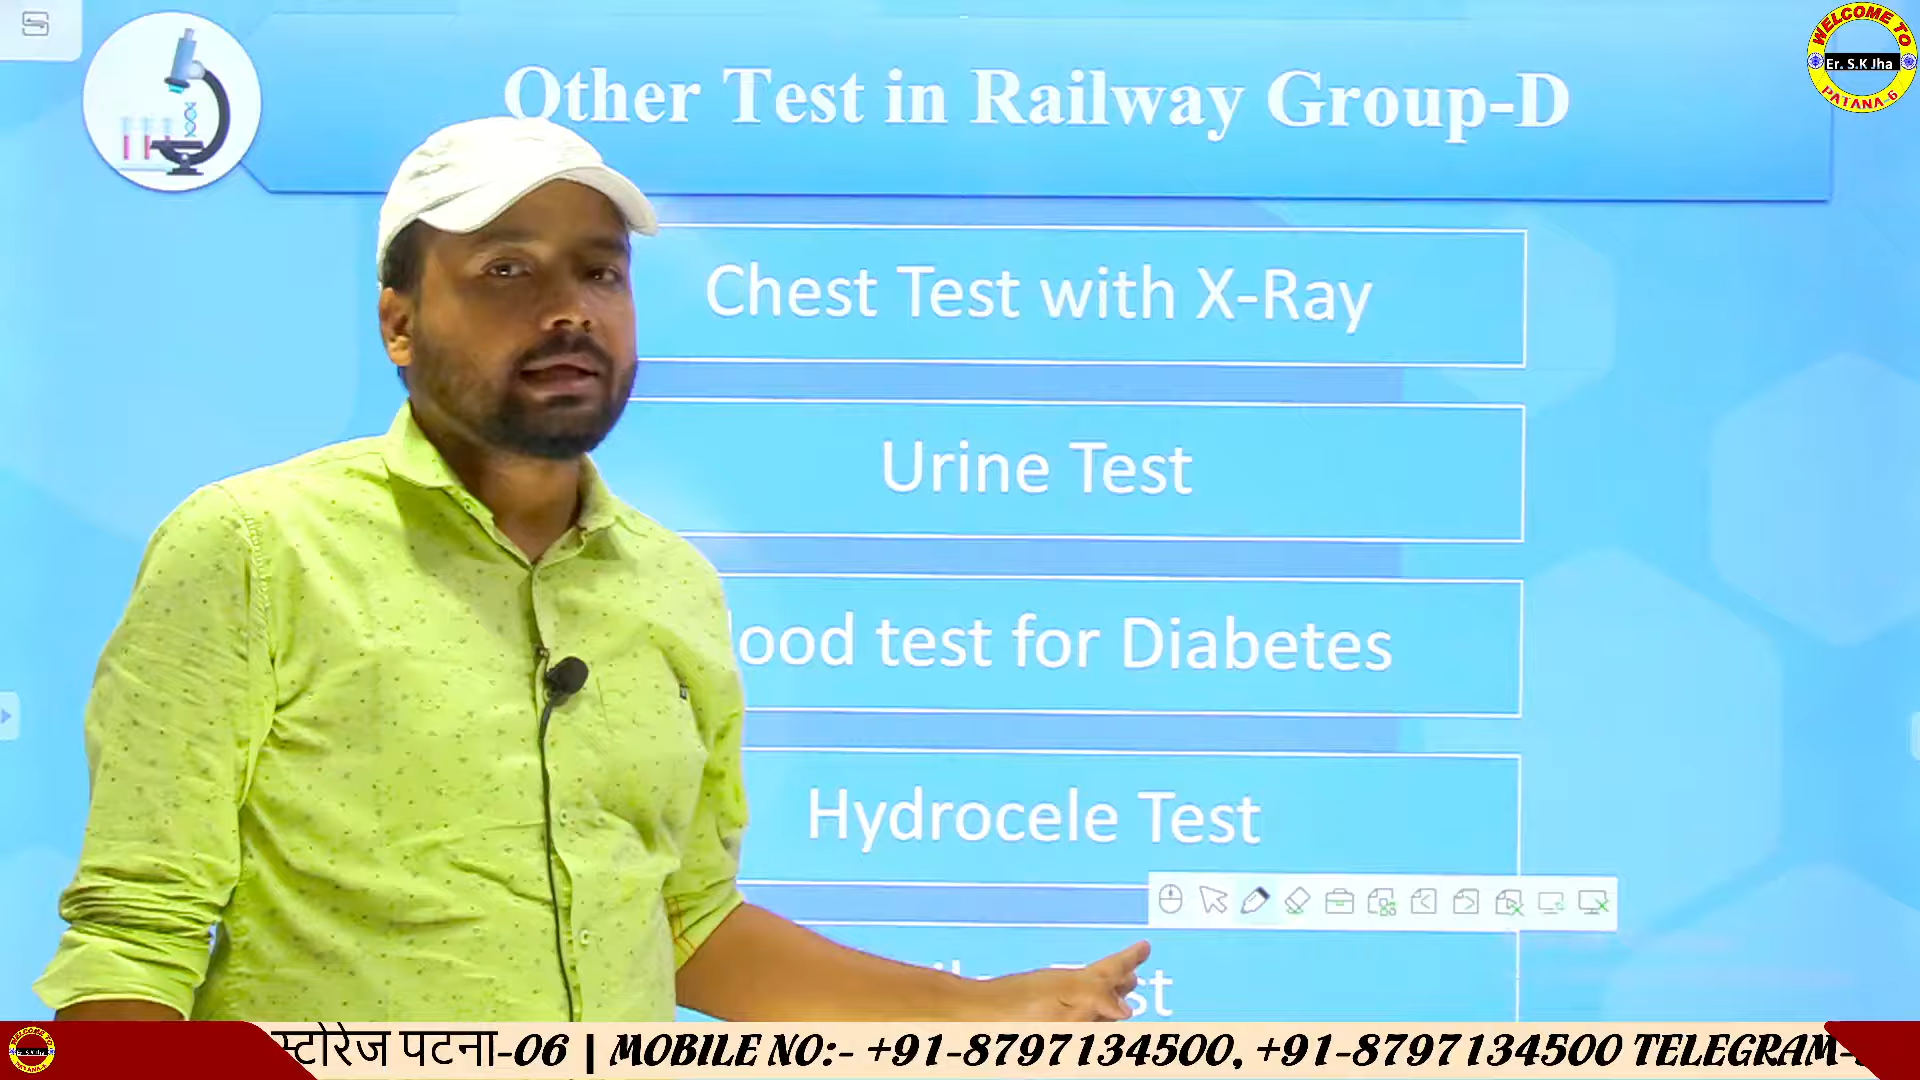 Other Test in Railway Group-D
WELCOME TO
Er. S.K Jha
PATANA-6
Chest Test with X-Ray
Urine Test
lood test for Diabetes
Hydrocele Test
st
स्टोरेज पटना-06 | MOBILE NO:- +91-8797134500, +91-8797134500 TELEGRAM-